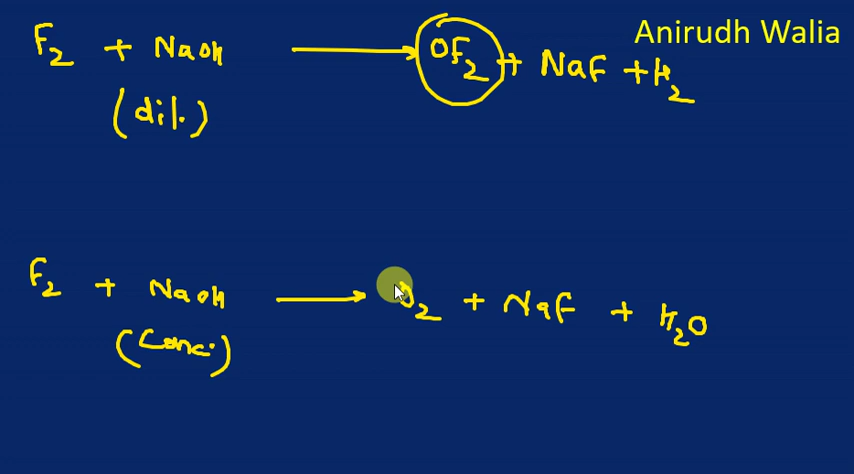 Anirudh Walia
F₂ + NaOH ⟶ OF₂ + NaF + H₂
(dil.)
F₂ + NaOH ⟶ O₂ + NaF + H₂O
(Conc.)